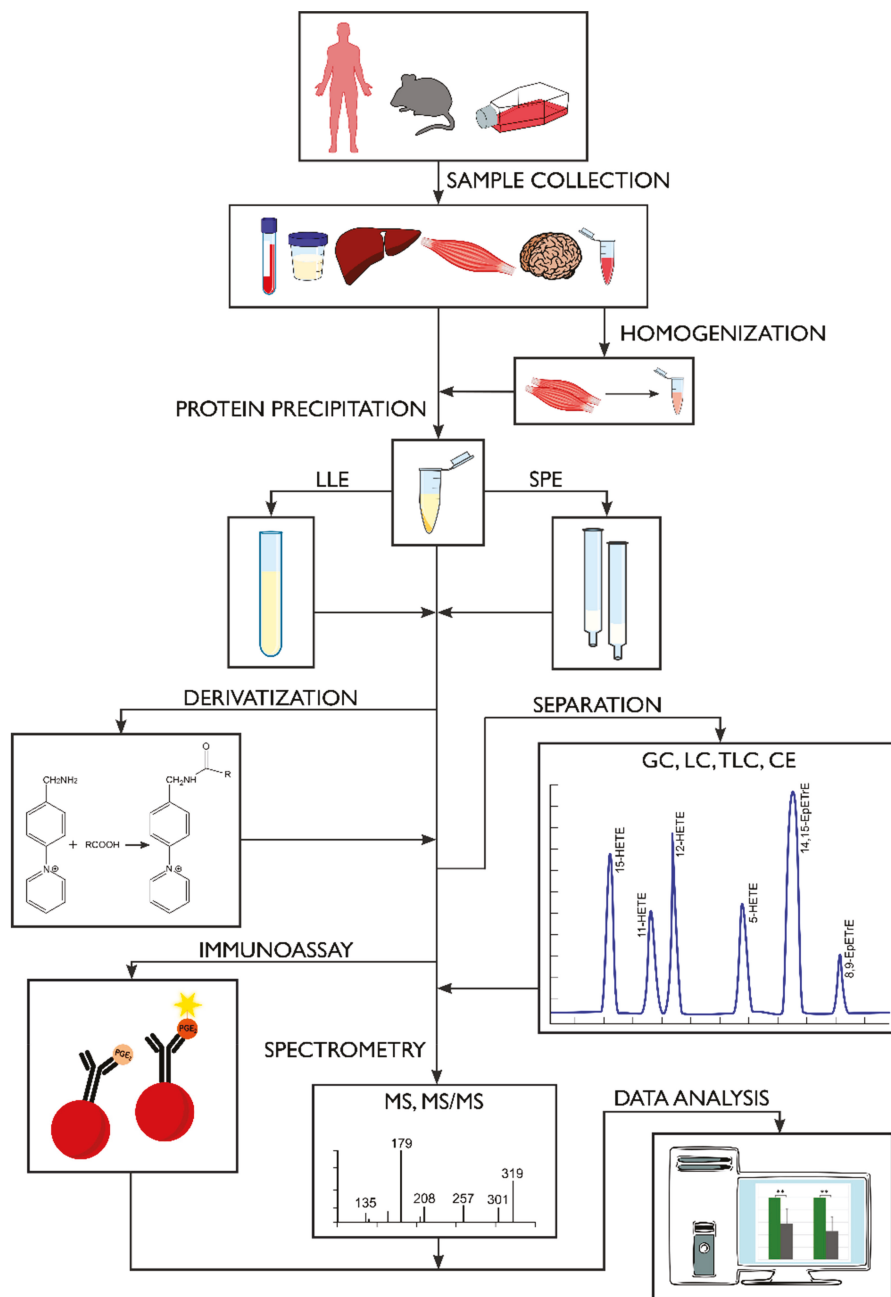 SAMPLE COLLECTION
HOMOGENIZATION
PROTEIN PRECIPITATION
LLE
SPE
DERIVATIZATION
SEPARATION
CH₂NH₂
+ RCOOH
N⊕
O
CH₂NH
R
N⊕
GC, LC, TLC, CE
15-HETE
11-HETE
12-HETE
5-HETE
14,15-EpETrE
8,9-EpETrE
IMMUNOASSAY
PGE₂
PGE₂
SPECTROMETRY
MS, MS/MS
135
179
208
257
301
319
DATA ANALYSIS
** **